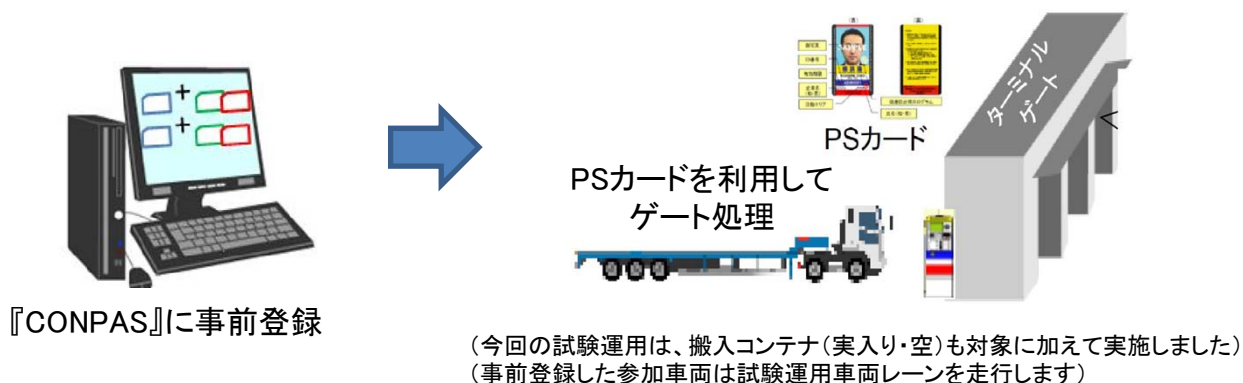 PSカード
ターミナル
ゲート
PSカードを利用して
ゲート処理
『CONPAS』に事前登録
(今回の試験運用は、搬入コンテナ(実入り・空)も対象に加えて実施しました)
(事前登録した参加車両は試験運用車両レーンを走行します)